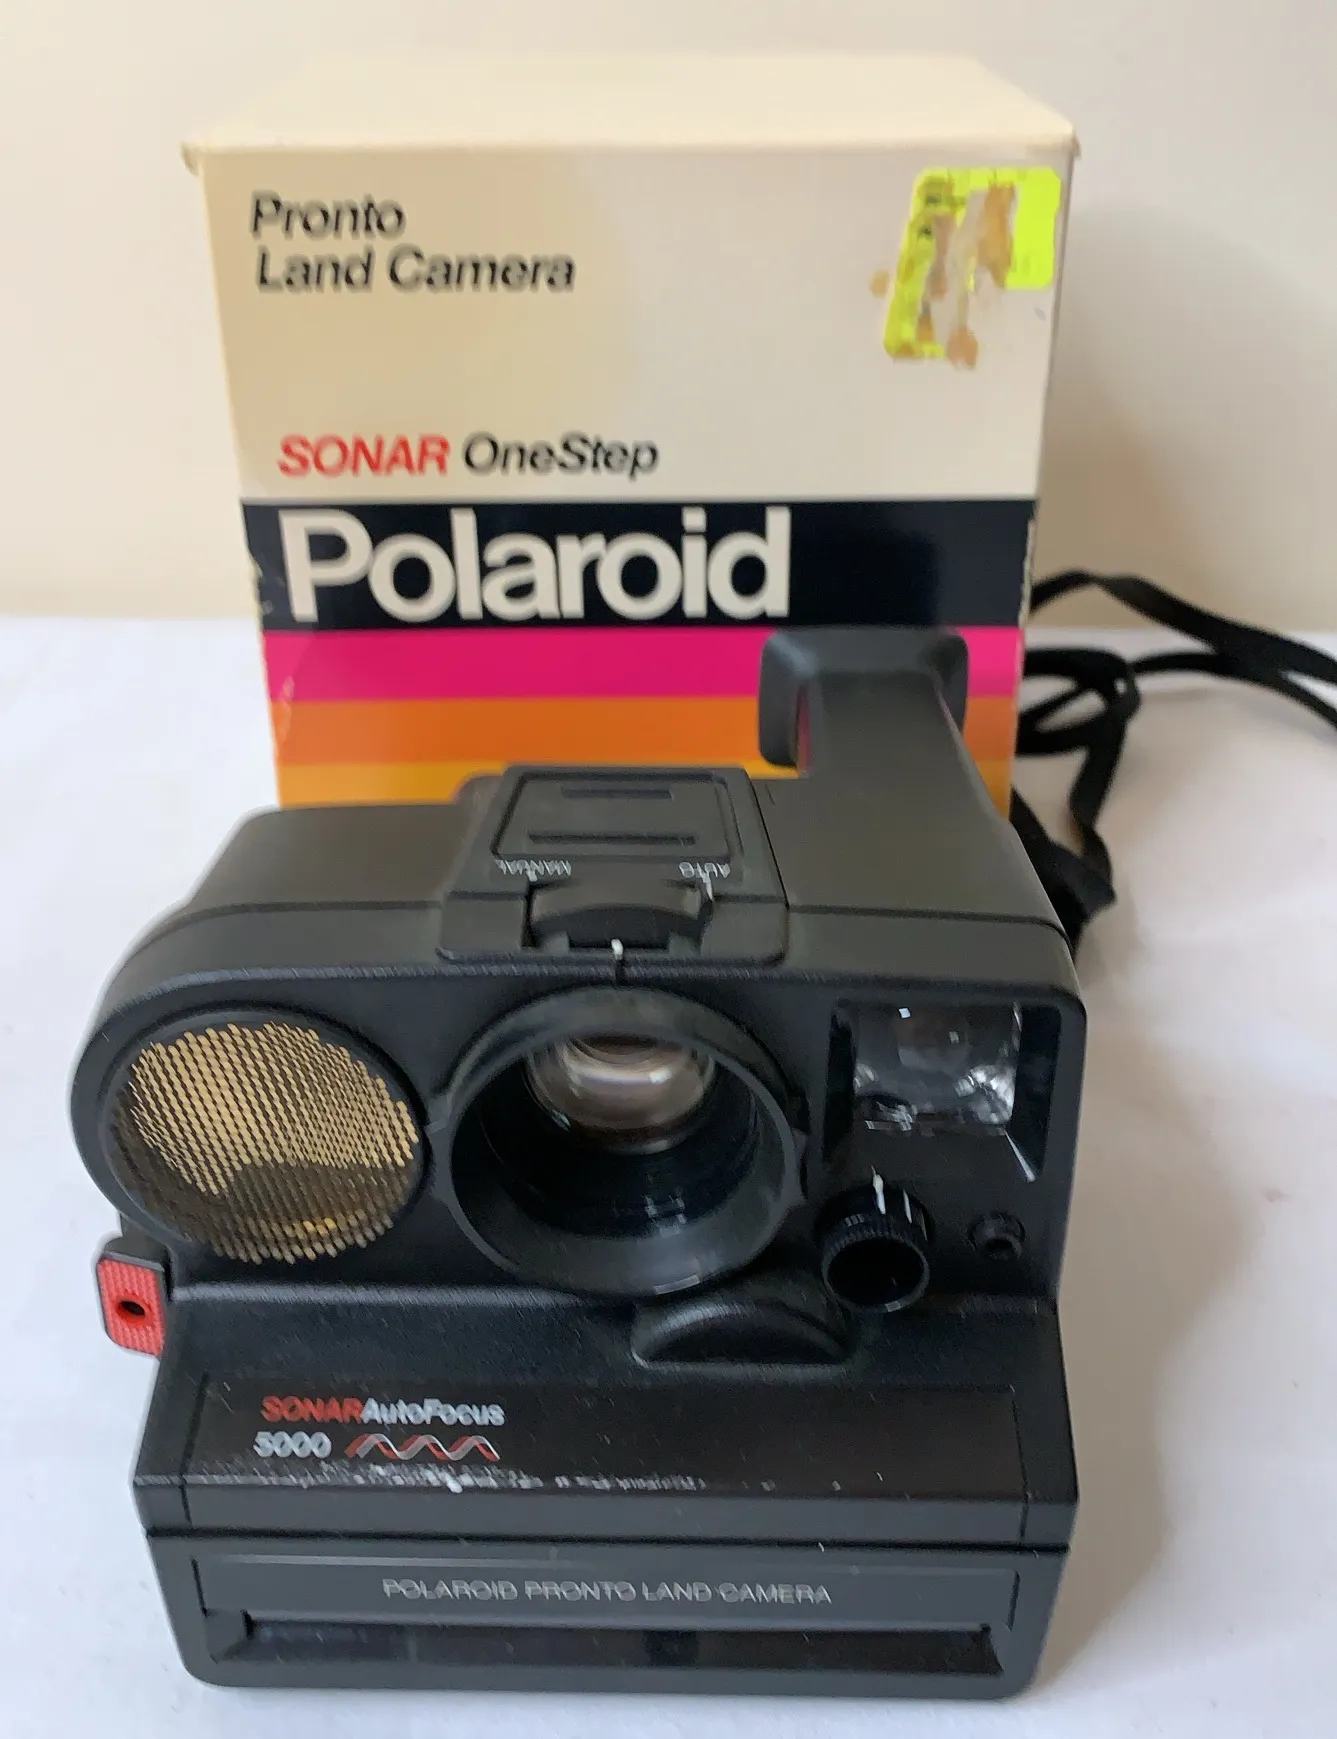 Pronto
Land Camera
SONAR OneStep
Polaroid
MANUAL AUTO
SONARAutoFocus
5000
POLAROID PRONTO LAND CAMERA